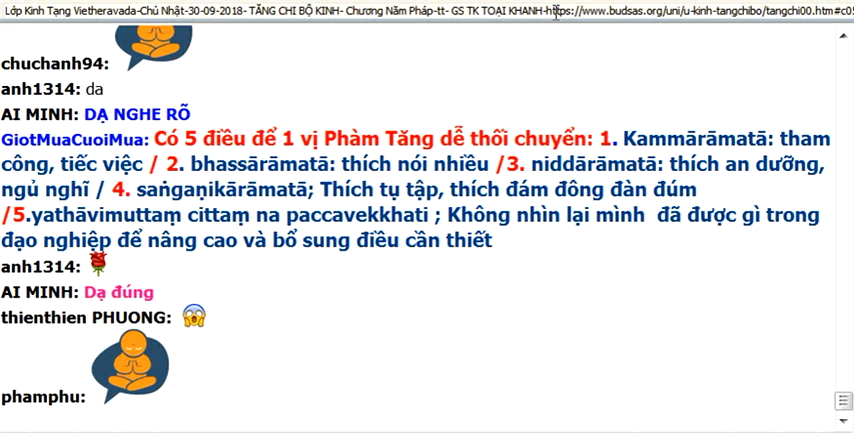 Lớp Kinh Tạng Vietheravada-Chủ Nhật-30-09-2018- TĂNG CHI BỘ KINH- Chương Năm Pháp-tt- GS TK TOẠI KHANH-https://www.budsas.org/uni/u-kinh-tangchibo/tangchi00.htm#c05
chuchanh94:
anh1314: da
AI MINH: DẠ NGHE RÕ
GiotMuaCuoiMua: Có 5 điều để 1 vị Phàm Tăng dễ thối chuyển: 1. Kammārāmatā: tham
công, tiếc việc / 2. bhassārāmatā: thích nói nhiều /3. niddārāmatā: thích an dưỡng,
ngủ nghĩ / 4. saṅgaṇikārāmatā; Thích tụ tập, thích đám đông đàn đúm
/5.yathāvimuttaṃ cittaṃ na paccavekkhati ; Không nhìn lại mình đã được gì trong
đạo nghiệp để nâng cao và bổ sung điều cần thiết
anh1314:
AI MINH: Dạ đúng
thienthien PHUONG:
phamphu: